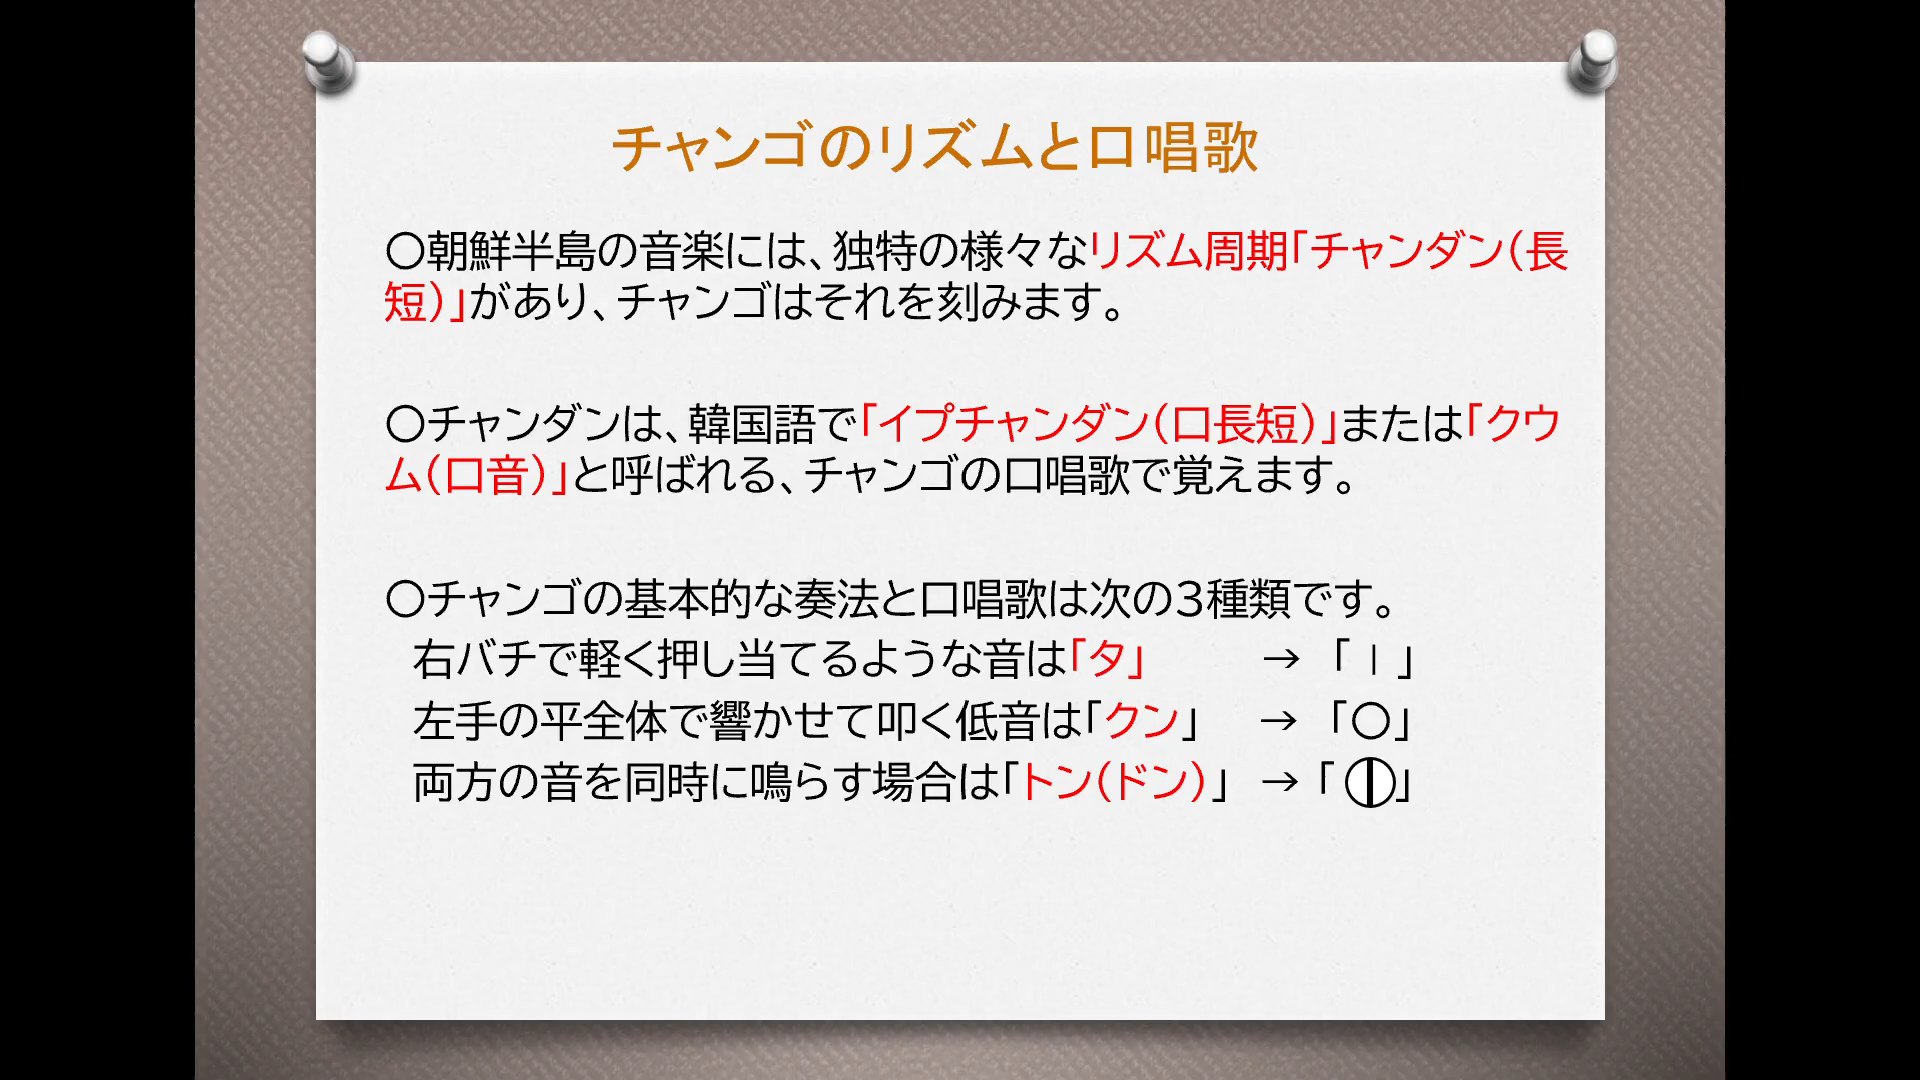 チャンゴのリズムと口唱歌
〇朝鮮半島の音楽には、独特の様々なリズム周期「チャンダン（長
短）」があり、チャンゴはそれを刻みます。
〇チャンダンは、韓国語で「イプチャンダン（口長短）」または「クウ
ム（口音）」と呼ばれる、チャンゴの口唱歌で覚えます。
〇チャンゴの基本的な奏法と口唱歌は次の３種類です。
右バチで軽く押し当てるような音は「タ」 → 「｜」
左手の平全体で響かせて叩く低音は「クン」 → 「〇」
両方の音を同時に鳴らす場合は「トン（ドン）」 → 「⦶」